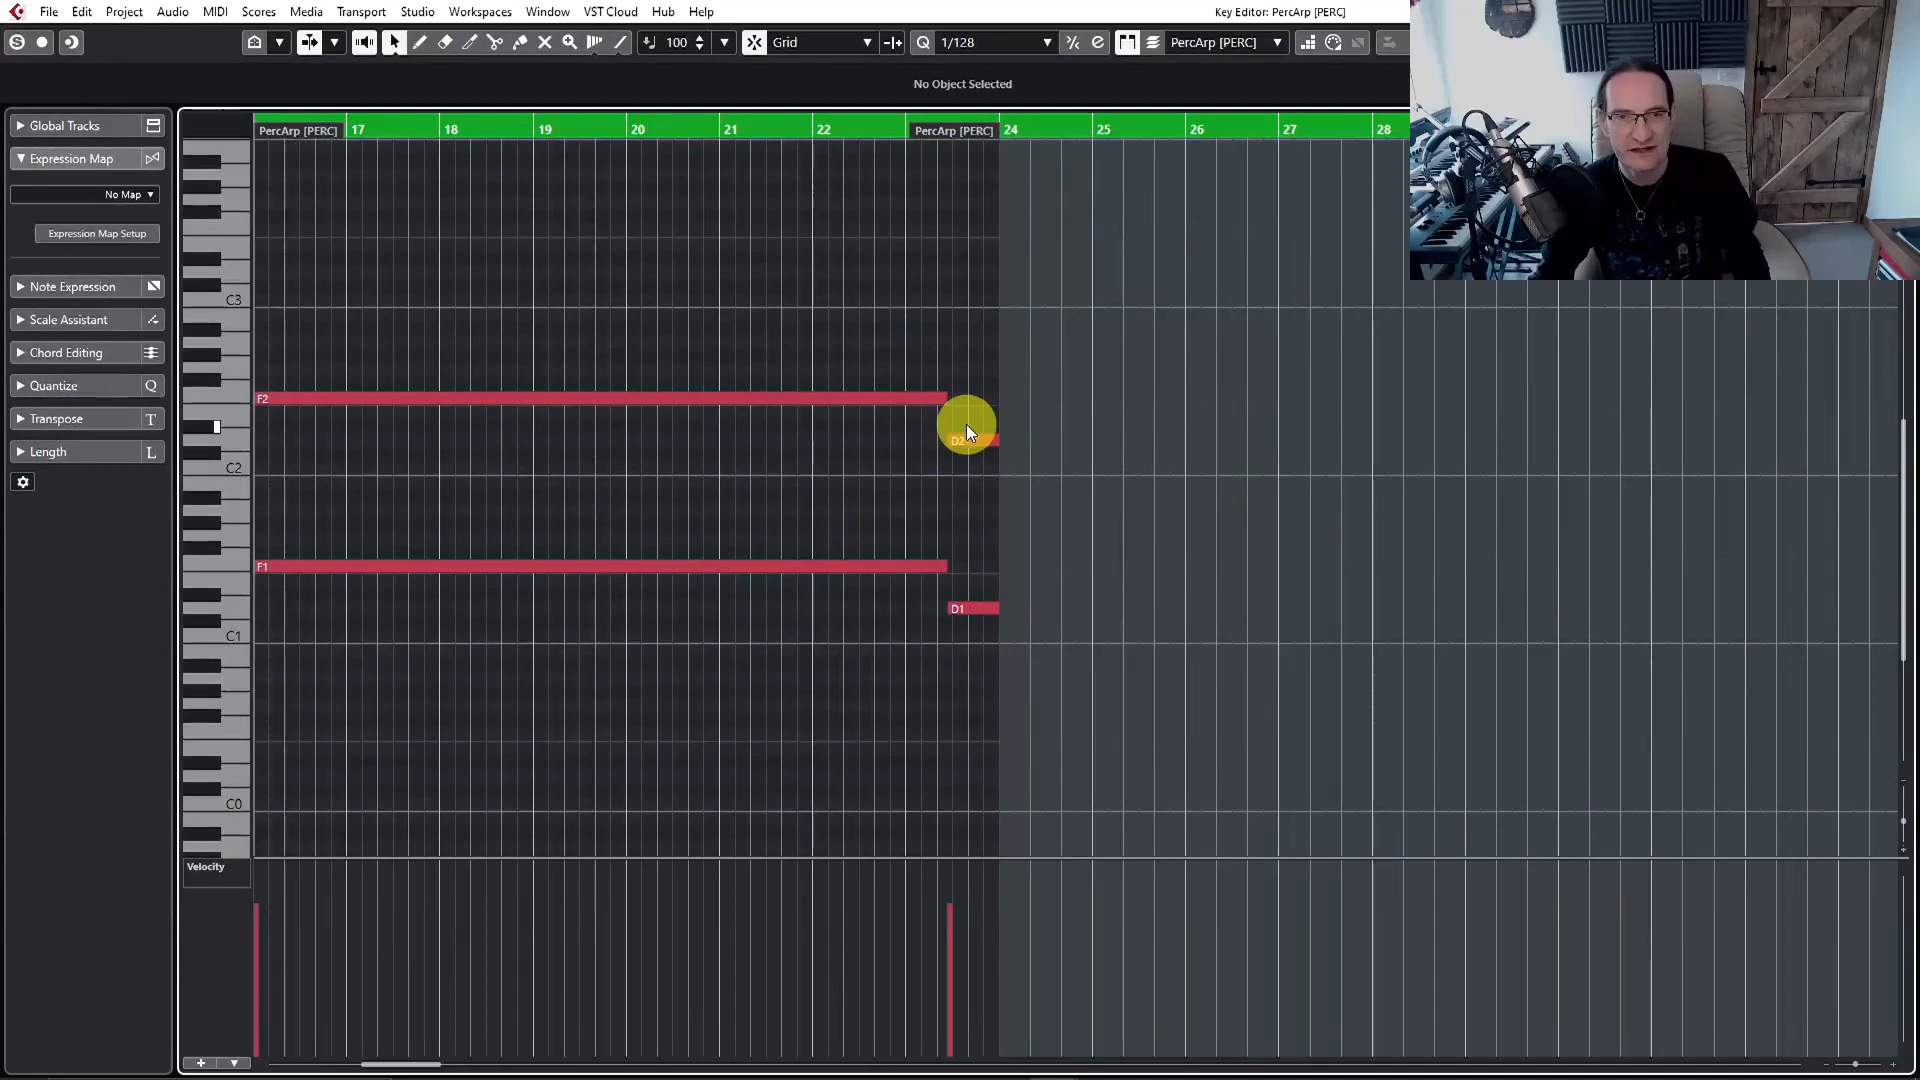 File Edit Project Audio MIDI Scores Media Transport Studio Workspaces Window VST Cloud Hub Help Key Editor: PercArp [PERC]
100 Grid 1/128 PercArp [PERC]
No Object Selected
Global Tracks
Expression Map
No Map
Expression Map Setup
Note Expression
Scale Assistant
Chord Editing
Quantize Q
Transpose T
Length L
PercArp [PERC] 17 18 19 20 21 22 PercArp [PERC] 24 25 26 27 28
C3
F2
D2
C2
F1
D1
C1
C0
Velocity